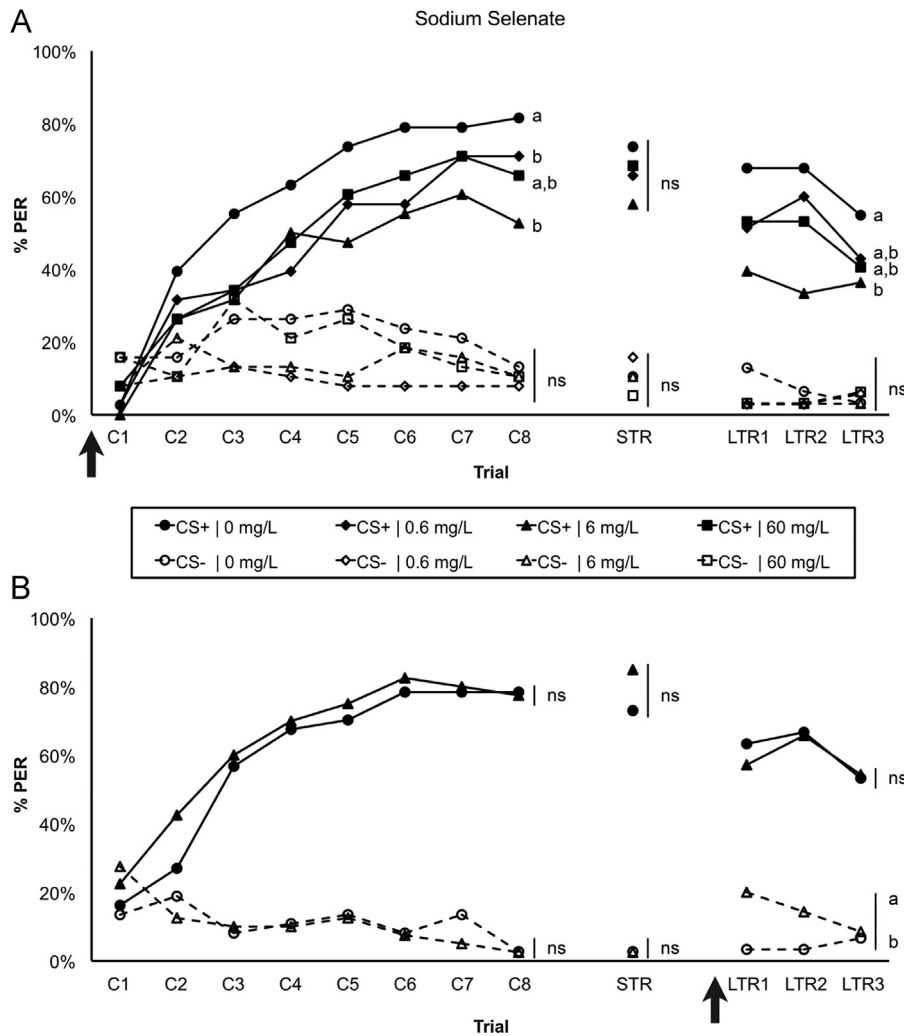 A
Sodium Selenate
100%
80%
60%
40%
20%
0%
% PER
a
b
a,b
b
ns
ns
ns
a
a,b
a,b
b
ns
C1 C2 C3 C4 C5 C6 C7 C8 STR LTR1 LTR2 LTR3
Trial
CS+ | 0 mg/L CS+ | 0.6 mg/L CS+ | 6 mg/L CS+ | 60 mg/L
CS- | 0 mg/L CS- | 0.6 mg/L CS- | 6 mg/L CS- | 60 mg/L
B
100%
80%
60%
40%
20%
0%
% PER
ns
ns
ns
ns
ns
a
b
C1 C2 C3 C4 C5 C6 C7 C8 STR LTR1 LTR2 LTR3
Trial